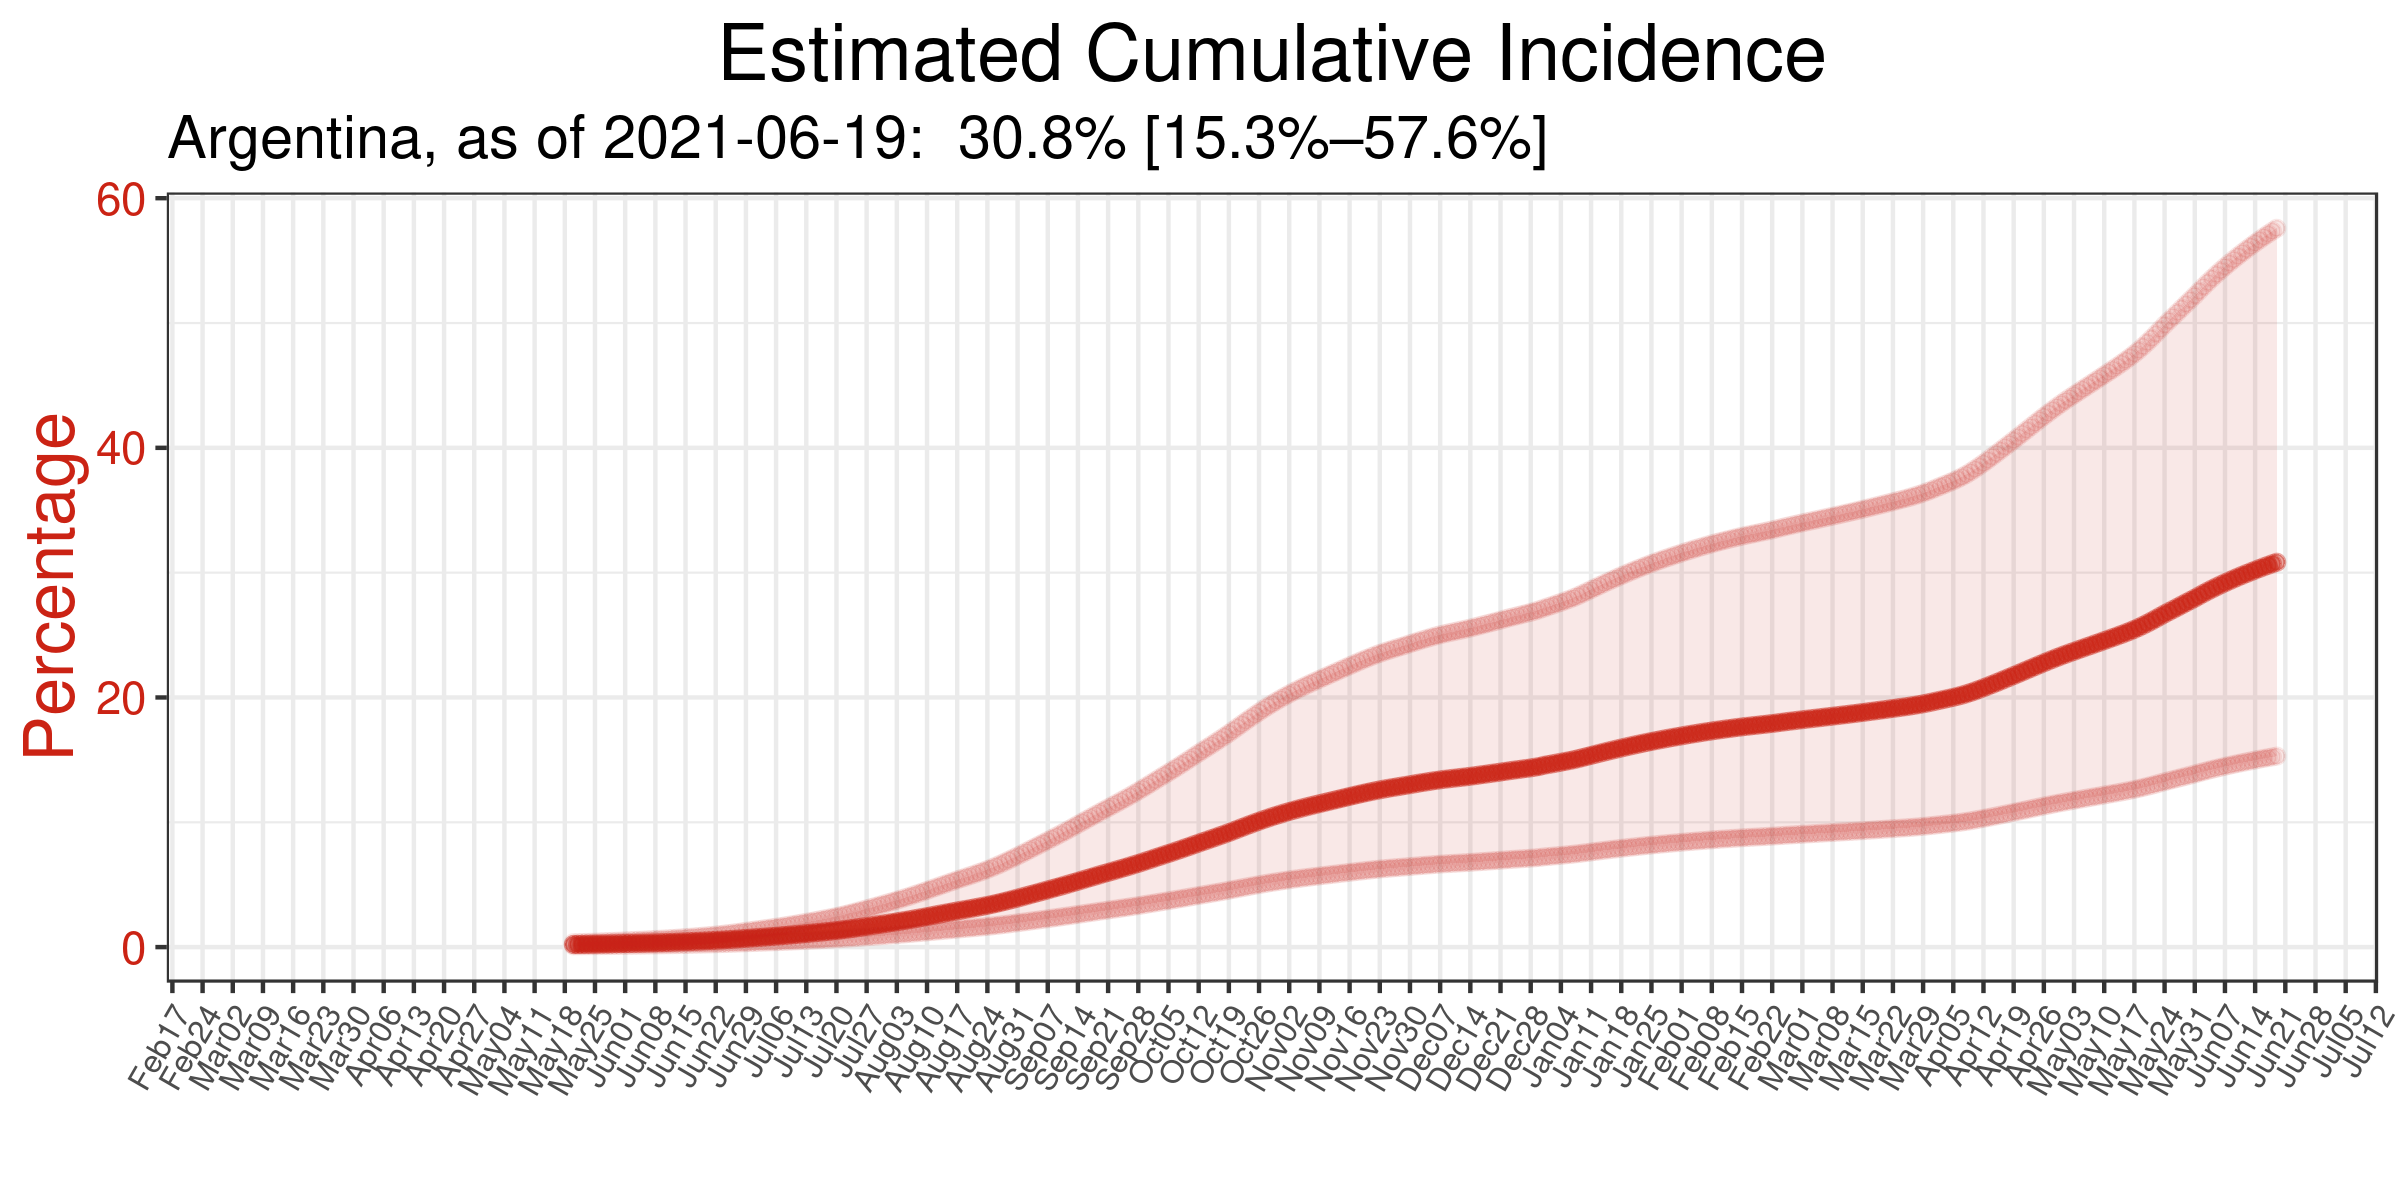 Estimated Cumulative Incidence
Argentina, as of 2021-06-19:  30.8% [15.3%–57.6%]
Percentage
60
40
20
0
Feb17
Feb24
Mar02
Mar09
Mar16
Mar23
Mar30
Apr06
Apr13
Apr20
Apr27
May04
May11
May18
May25
Jun01
Jun08
Jun15
Jun22
Jun29
Jul06
Jul13
Jul20
Jul27
Aug03
Aug10
Aug17
Aug24
Aug31
Sep07
Sep14
Sep21
Sep28
Oct05
Oct12
Oct19
Oct26
Nov02
Nov09
Nov16
Nov23
Nov30
Dec07
Dec14
Dec21
Dec28
Jan04
Jan11
Jan18
Jan25
Feb01
Feb08
Feb15
Feb22
Mar01
Mar08
Mar15
Mar22
Mar29
Apr05
Apr12
Apr19
Apr26
May03
May10
May17
May24
May31
Jun07
Jun14
Jun21
Jun28
Jul05
Jul12